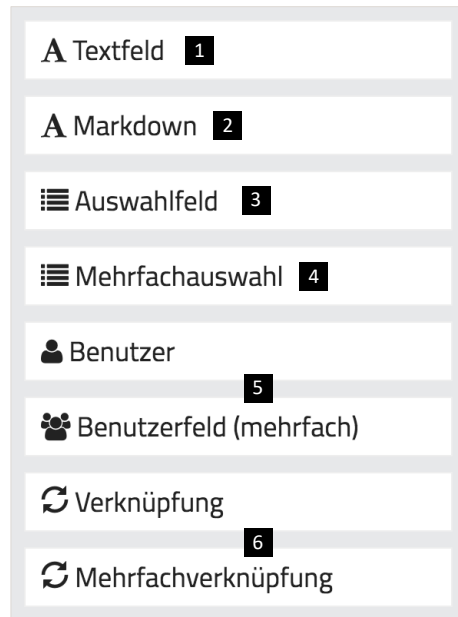 Textfeld 1
Markdown 2
Auswahlfeld 3
Mehrfachauswahl 4
Benutzer
5
Benutzerfeld (mehrfach)
Verknüpfung
6
Mehrfachverknüpfung